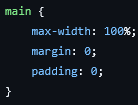 main {
    max-width: 100%;
    margin: 0;
    padding: 0;
}